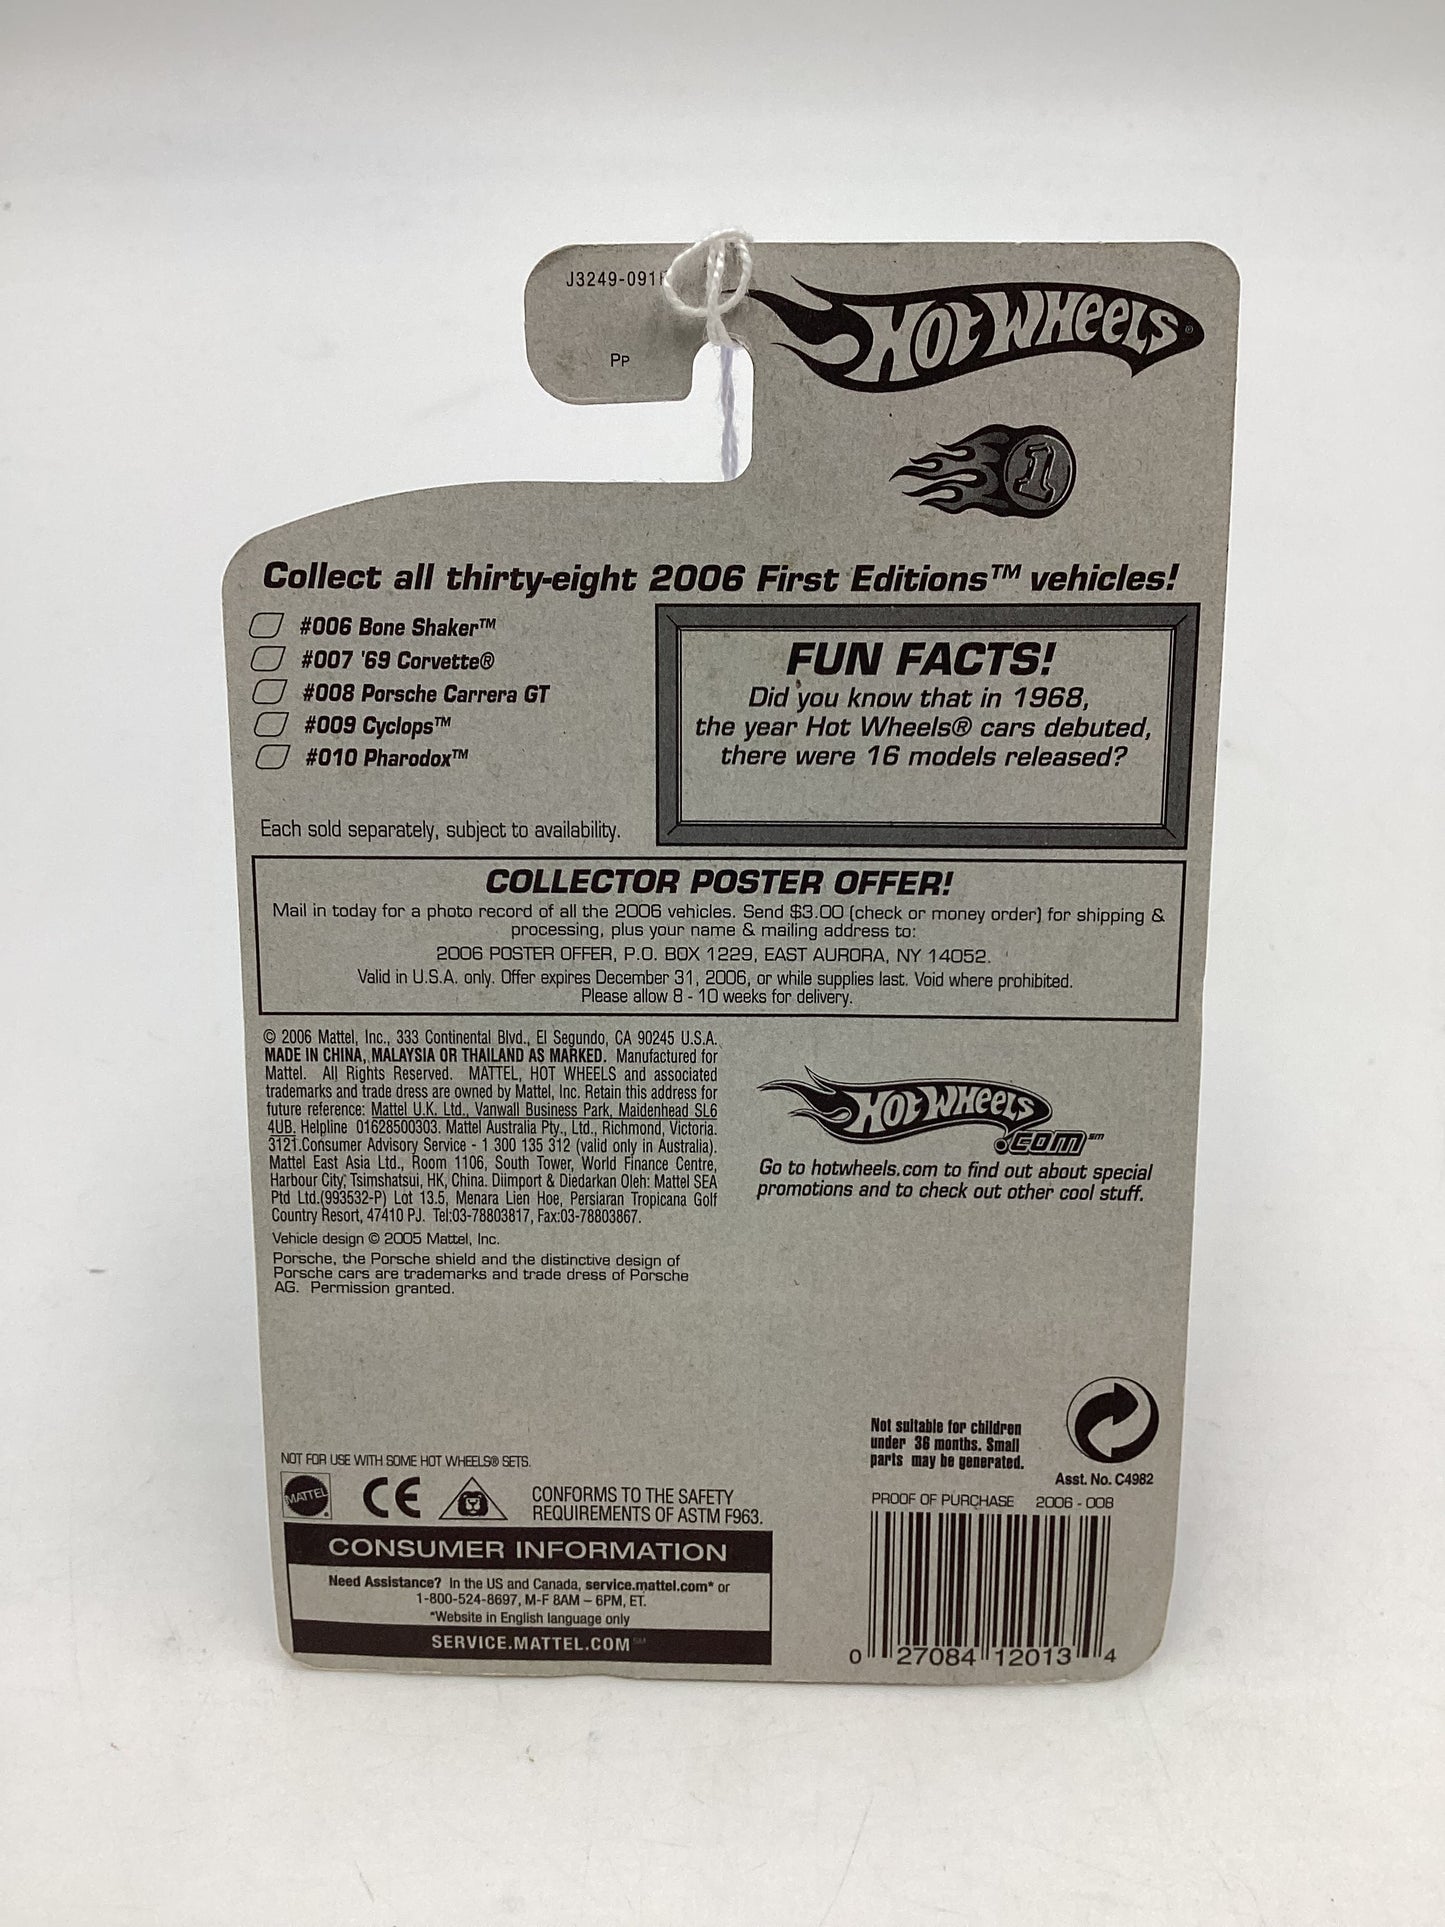 J3249-091
PP
HOT WHEELS®
1
Collect all thirty-eight 2006 First Editions™ vehicles!
#006 Bone Shaker™
#007 '69 Corvette®
#008 Porsche Carrera GT
#009 Cyclops™
#010 Pharodox™
Each sold separately, subject to availability.
FUN FACTS!
Did you know that in 1968,
the year Hot Wheels® cars debuted,
there were 16 models released?
COLLECTOR POSTER OFFER!
Mail in today for a photo record of all the 2006 vehicles. Send $3.00 (check or money order) for shipping &
processing, plus your name & mailing address to:
2006 POSTER OFFER, P.O. BOX 1229, EAST AURORA, NY 14052.
Valid in U.S.A. only. Offer expires December 31, 2006, or while supplies last. Void where prohibited.
Please allow 8 - 10 weeks for delivery.
© 2006 Mattel, Inc., 333 Continental Blvd., El Segundo, CA 90245 U.S.A.
MADE IN CHINA, MALAYSIA OR THAILAND AS MARKED. Manufactured for
Mattel. All Rights Reserved. MATTEL, HOT WHEELS and associated
trademarks and trade dress are owned by Mattel, Inc. Retain this address for
future reference: Mattel U.K. Ltd., Vanwall Business Park, Maidenhead SL6
4UB. Helpline 01628500303. Mattel Australia Pty., Ltd., Richmond, Victoria.
3121.Consumer Advisory Service - 1 300 135 312 (valid only in Australia).
Mattel East Asia Ltd., Room 1106, South Tower, World Finance Centre,
Harbour City, Tsimshatsui, HK, China. Diimport & Diedarkan Oleh: Mattel SEA
Ptd Ltd.(993532-P) Lot 13.5, Menara Lien Hoe, Persiaran Tropicana Golf
Country Resort, 47410 PJ. Tel:03-78803817, Fax:03-78803867.
Vehicle design © 2005 Mattel, Inc.
Porsche, the Porsche shield and the distinctive design of
Porsche cars are trademarks and trade dress of Porsche
AG. Permission granted.
HOT WHEELS
.COM℠
Go to hotwheels.com to find out about special
promotions and to check out other cool stuff.
Not suitable for children
under 36 months. Small
parts may be generated.
Asst. No. C4982
NOT FOR USE WITH SOME HOT WHEELS® SETS.
MATTEL
CE
CONFORMS TO THE SAFETY
REQUIREMENTS OF ASTM F963.
CONSUMER INFORMATION
Need Assistance? In the US and Canada, service.mattel.com* or
1-800-524-8697, M-F 8AM – 6PM, ET.
*Website in English language only
SERVICE.MATTEL.COM℠
PROOF OF PURCHASE 2006 - 008
0 27084 12013 4